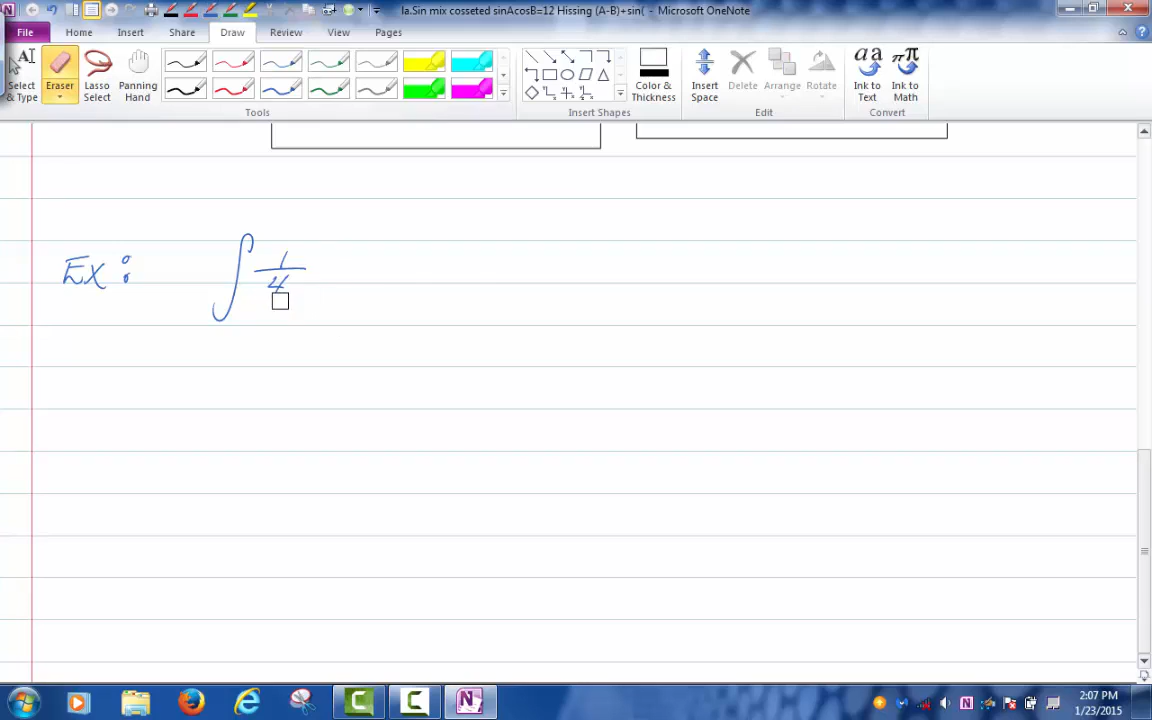 Ia.Sin mix cosseted sinAcosB=12 Hissing (A-B)+sin( - Microsoft OneNote
File Home Insert Share Draw Review View Pages
Select & Type
Eraser
Lasso Select
Panning Hand
Color & Thickness
Insert Space
Delete
Arrange
Rotate
Ink to Text
Ink to Math
Tools
Insert Shapes
Edit
Convert
Ex: ∫ 1/4
2:07 PM
1/23/2015